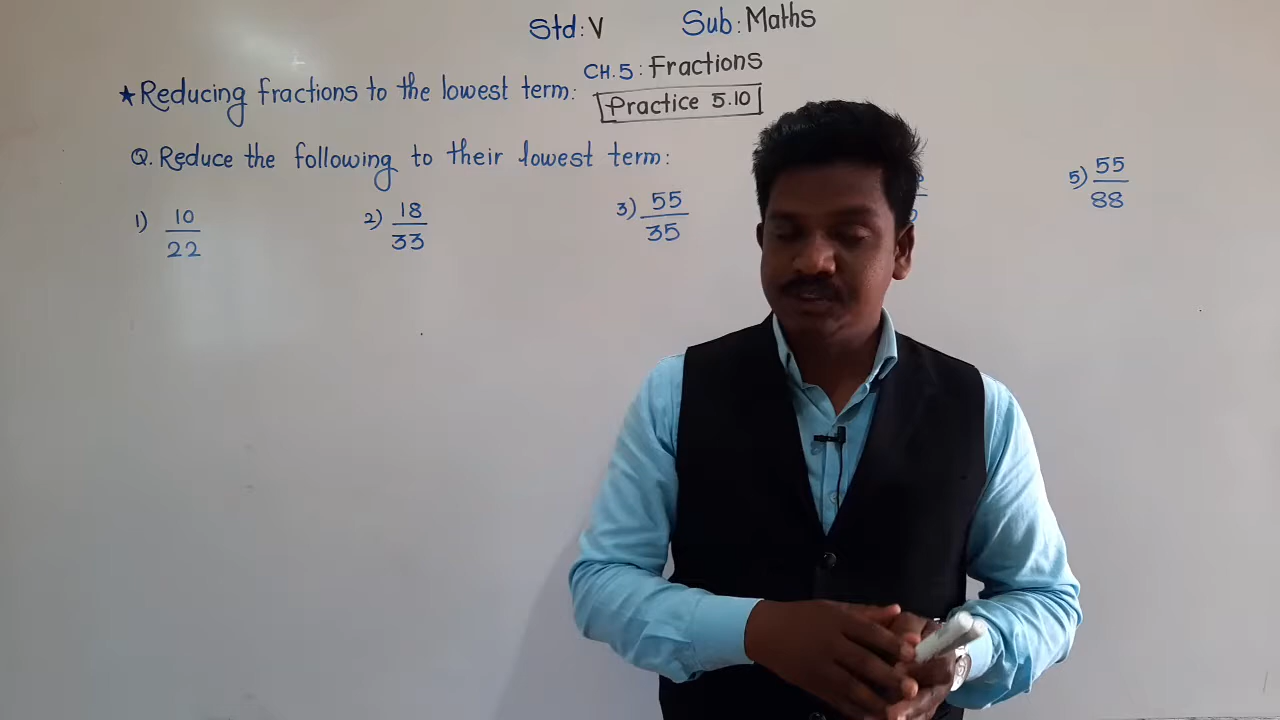 Std: V Sub: Maths
CH.5: Fractions
★ Reducing fractions to the lowest term:
Practice 5.10
Q. Reduce the following to their lowest term:
1) 10/22 2) 18/33 3) 55/35 5) 55/88